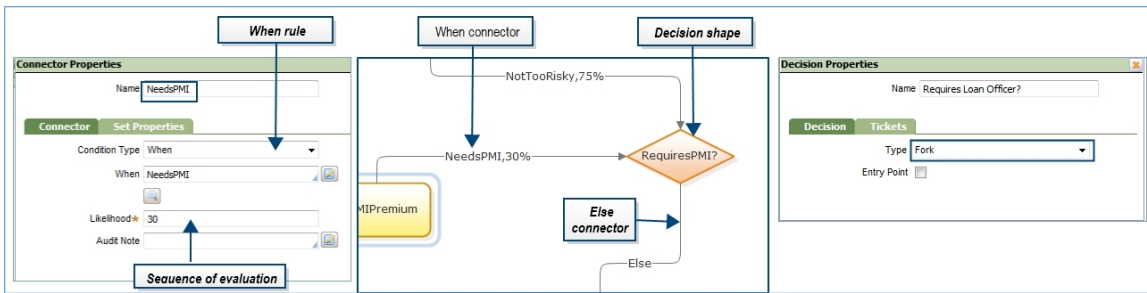 When rule
When connector
Decision shape
Connector Properties
Name NeedsPMI
Connector Set Properties
Condition Type When
When NeedsPMI
Likelihood★ 30
Audit Note
Sequence of evaluation
NotTooRisky,75%
NeedsPMI,30%
RequiresPMI?
MIPremium
Else
connector
Else
Decision Properties
Name Requires Loan Officer?
Decision Tickets
Type Fork
Entry Point